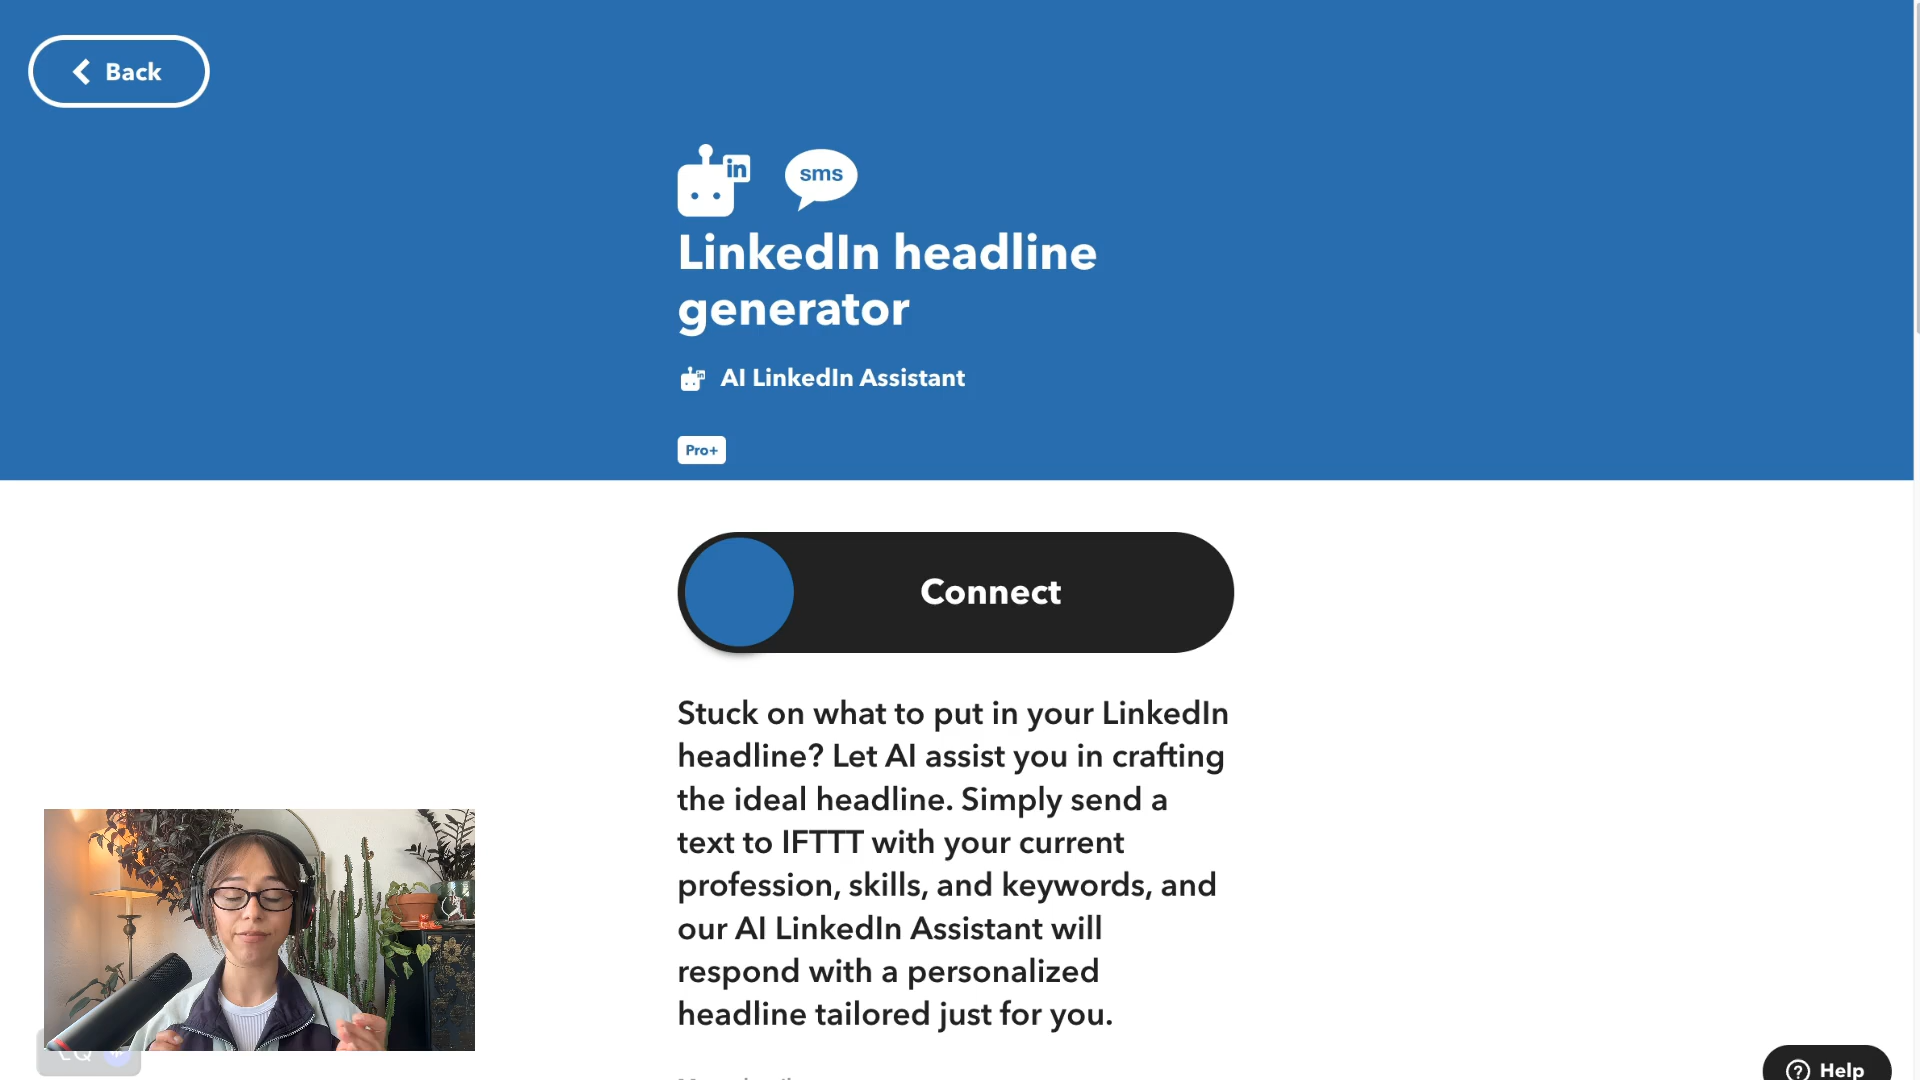 Back
in
sms
LinkedIn headline
generator
AI LinkedIn Assistant
Pro+
Connect
Stuck on what to put in your LinkedIn
headline? Let AI assist you in crafting
the ideal headline. Simply send a
text to IFTTT with your current
profession, skills, and keywords, and
our AI LinkedIn Assistant will
respond with a personalized
headline tailored just for you.
Help